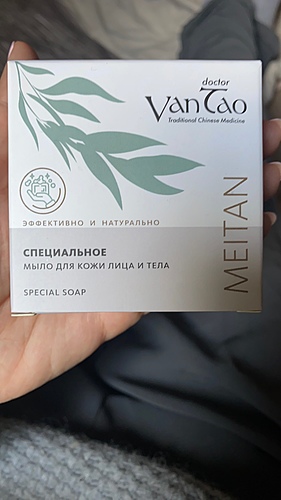 doctor
VanTao
Traditional Chinese Medicine
ЭФФЕКТИВНО И НАТУРАЛЬНО
СПЕЦИАЛЬНОЕ
МЫЛО ДЛЯ КОЖИ ЛИЦА И ТЕЛА
SPECIAL SOAP
MEITAN